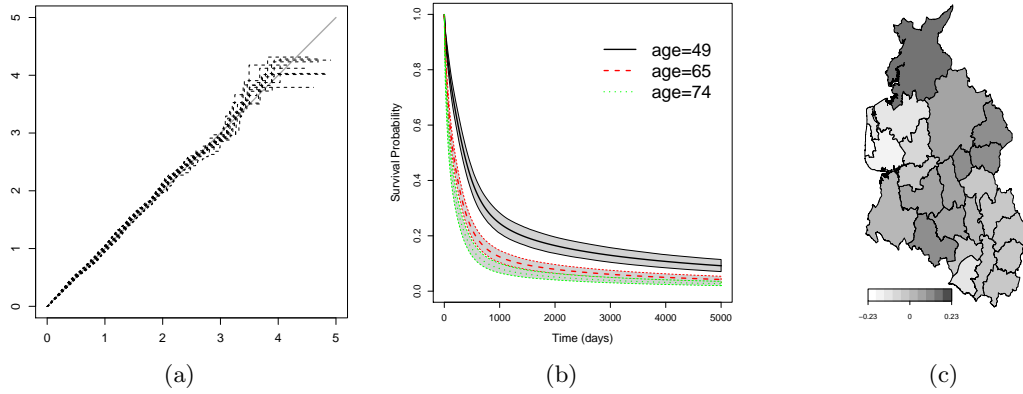 5
4
3
2
1
0
0 1 2 3 4 5
(a)
Survival Probability
1.0
0.8
0.6
0.4
0.2
0.0
age=49
age=65
age=74
0 1000 2000 3000 4000 5000
Time (days)
(b)
−0.23 0 0.23
(c)